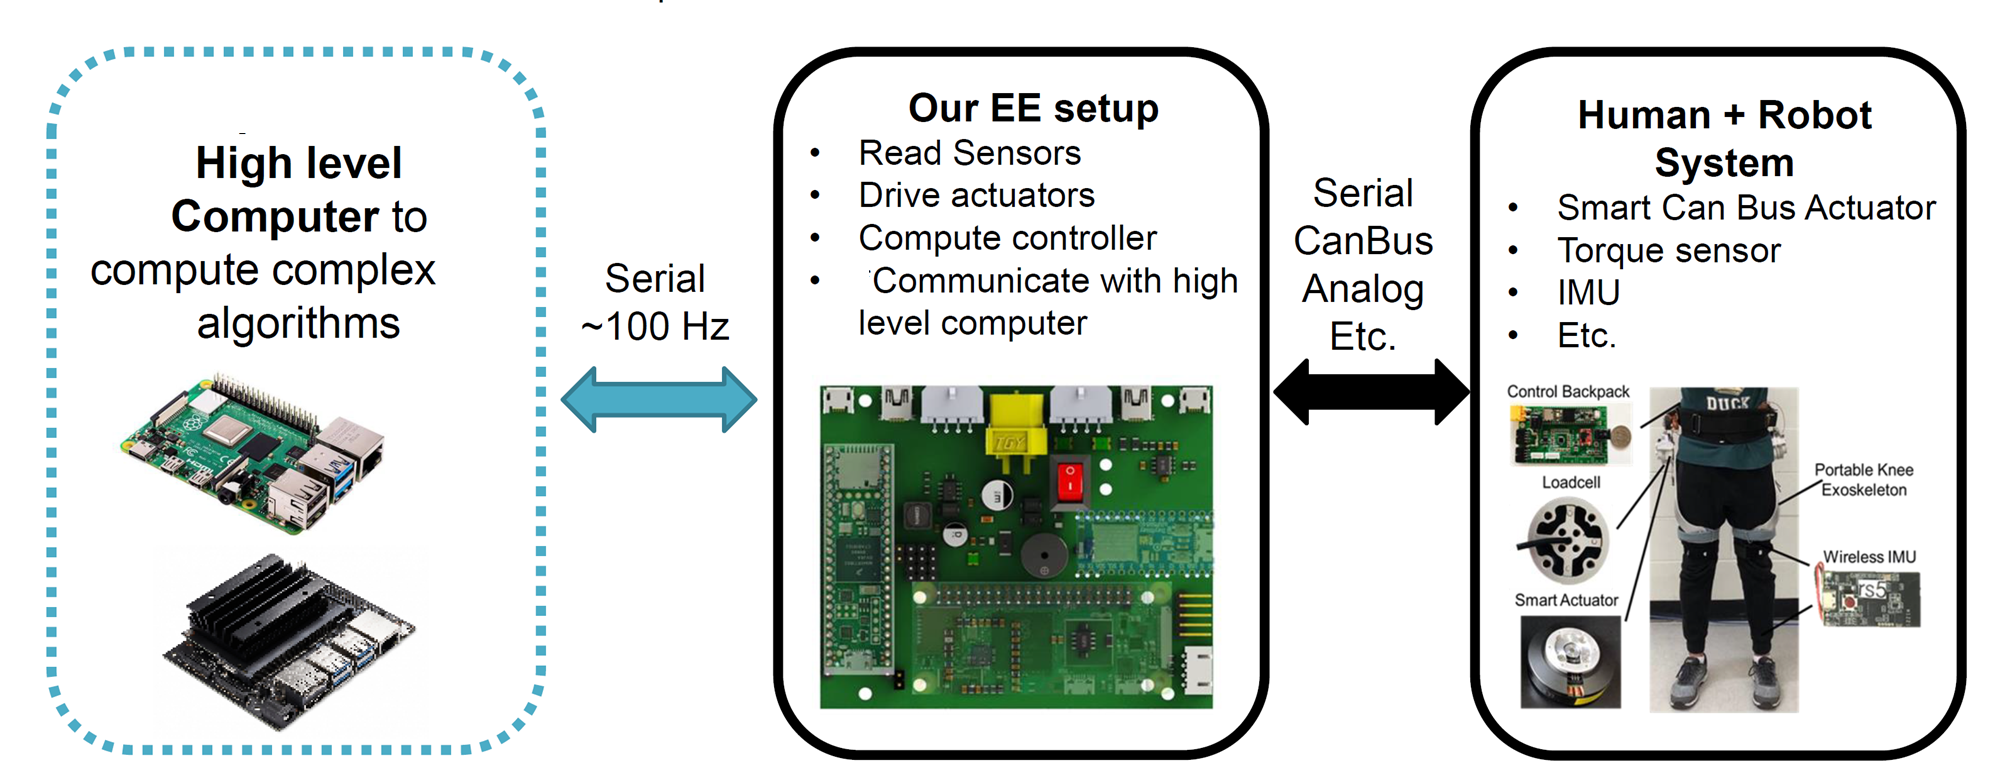 High level
Computer to
compute complex
algorithms
Serial
~100 Hz
Our EE setup
• Read Sensors
• Drive actuators
• Compute controller
• Communicate with high
level computer
Serial
CanBus
Analog
Etc.
Human + Robot
System
• Smart Can Bus Actuator
• Torque sensor
• IMU
• Etc.
Control Backpack
Loadcell
Smart Actuator
DUCK
Portable Knee
Exoskeleton
Wireless IMU
rs5